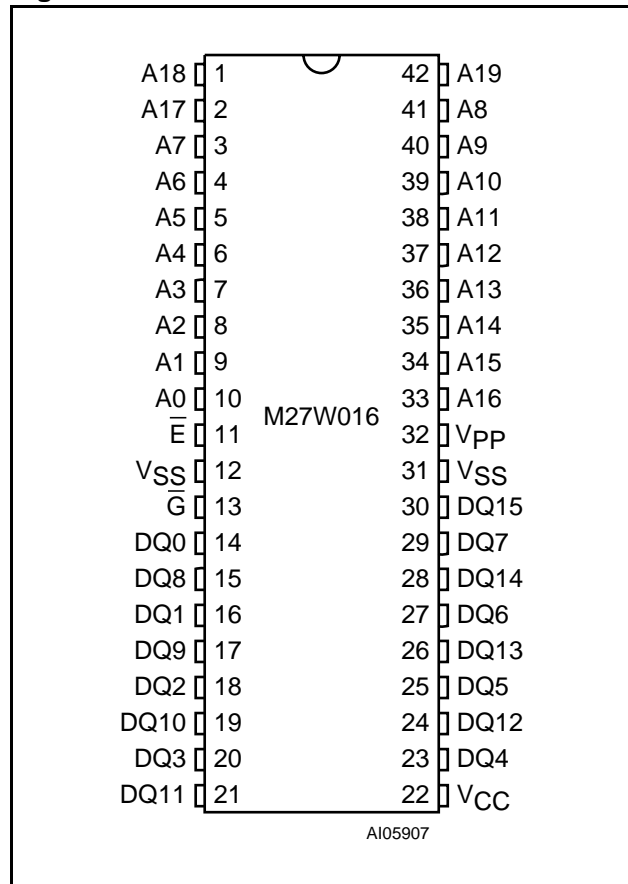 A18 1 42 A19
A17 2 41 A8
A7 3 40 A9
A6 4 39 A10
A5 5 38 A11
A4 6 37 A12
A3 7 36 A13
A2 8 35 A14
A1 9 34 A15
A0 10 33 A16
M27W016
E̅ 11 32 VPP
VSS 12 31 VSS
G̅ 13 30 DQ15
DQ0 14 29 DQ7
DQ8 15 28 DQ14
DQ1 16 27 DQ6
DQ9 17 26 DQ13
DQ2 18 25 DQ5
DQ10 19 24 DQ12
DQ3 20 23 DQ4
DQ11 21 22 VCC
AI05907